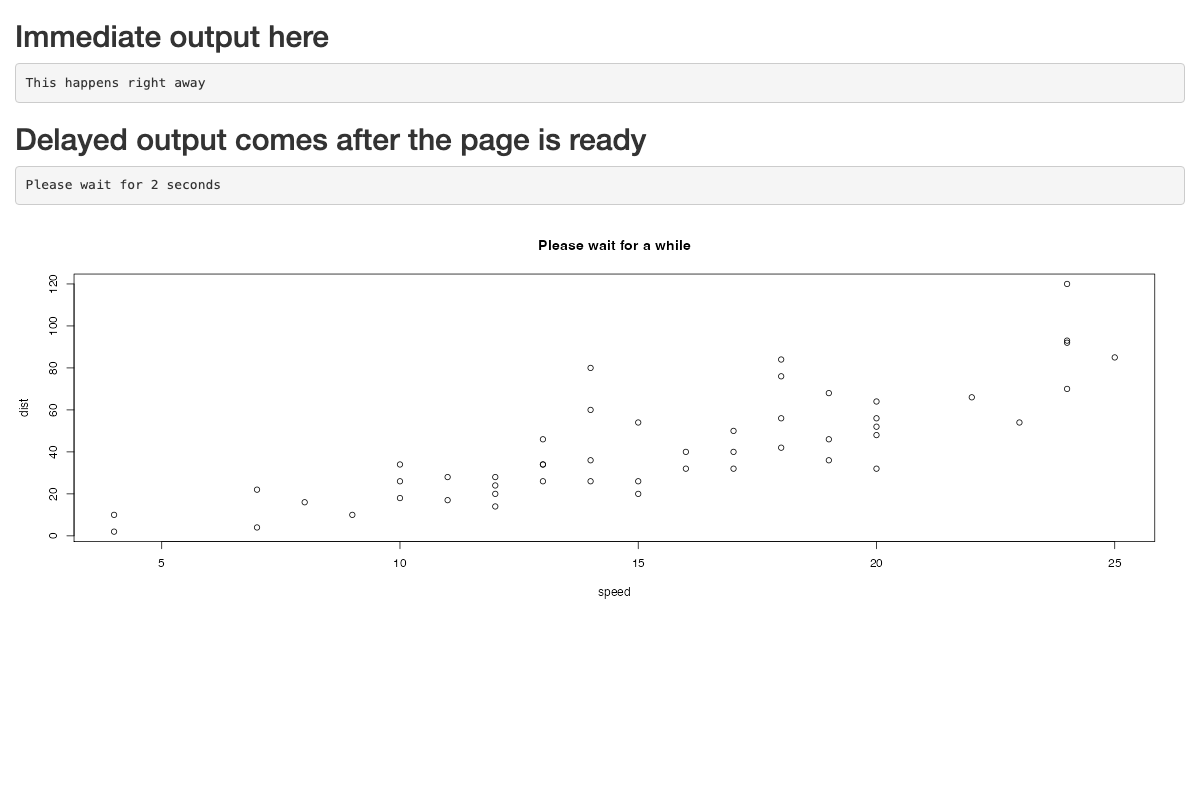 Immediate output here
This happens right away
Delayed output comes after the page is ready
Please wait for 2 seconds
Please wait for a while
120
100
80
60
40
20
0
dist
5 10 15 20 25
speed